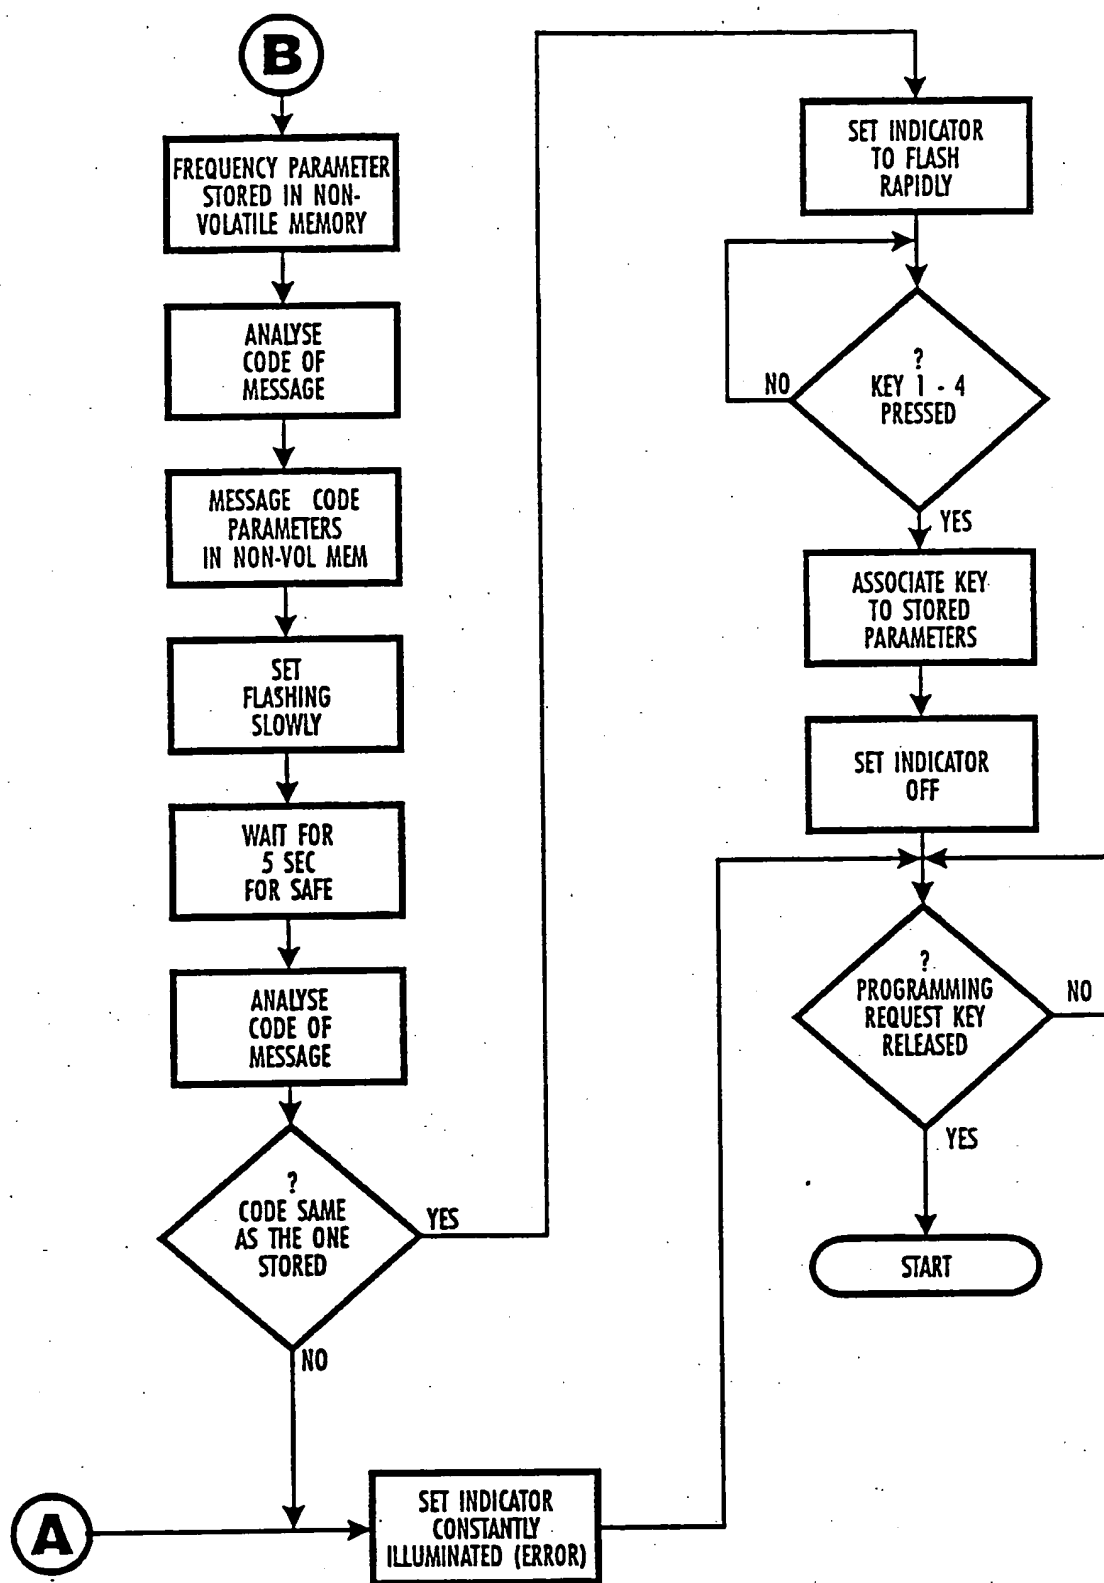 B
FREQUENCY PARAMETER
STORED IN NON-
VOLATILE MEMORY
ANALYSE
CODE OF
MESSAGE
MESSAGE CODE
PARAMETERS
IN NON-VOL MEM
SET
FLASHING
SLOWLY
WAIT FOR
5 SEC
FOR SAFE
ANALYSE
CODE OF
MESSAGE
?
CODE SAME
AS THE ONE
STORED
YES
NO
A
SET INDICATOR
CONSTANTLY
ILLUMINATED (ERROR)
SET INDICATOR
TO FLASH
RAPIDLY
?
KEY 1 - 4
PRESSED
NO
YES
ASSOCIATE KEY
TO STORED
PARAMETERS
SET INDICATOR
OFF
?
PROGRAMMING
REQUEST KEY
RELEASED
NO
YES
START